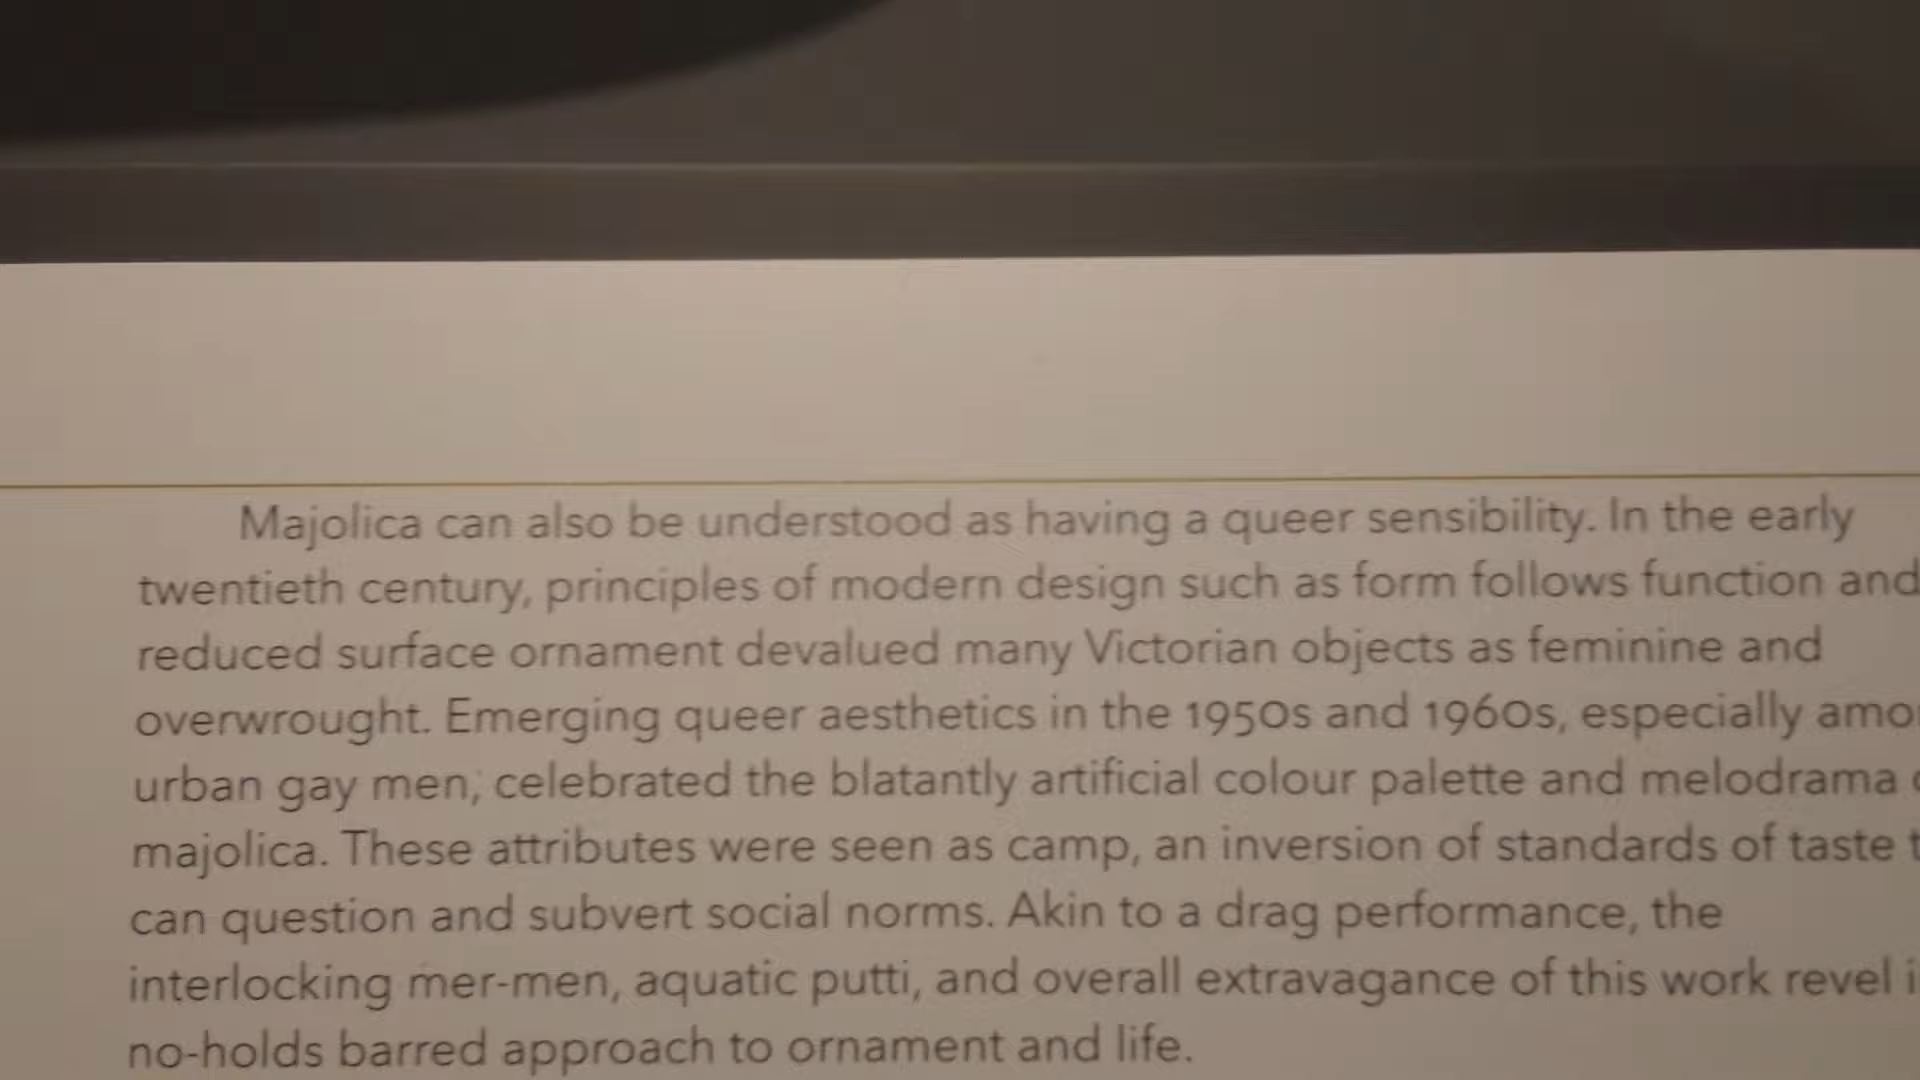 Majolica can also be understood as having a queer sensibility. In the early
twentieth century, principles of modern design such as form follows function and
reduced surface ornament devalued many Victorian objects as feminine and
overwrought. Emerging queer aesthetics in the 1950s and 1960s, especially
urban gay men, celebrated the blatantly artificial colour palette and melodrama
majolica. These attributes were seen as camp, an inversion of standards of taste
can question and subvert social norms. Akin to a drag performance, the
interlocking mer-men, aquatic putti, and overall extravagance of this work revel
no-holds barred approach to ornament and life.